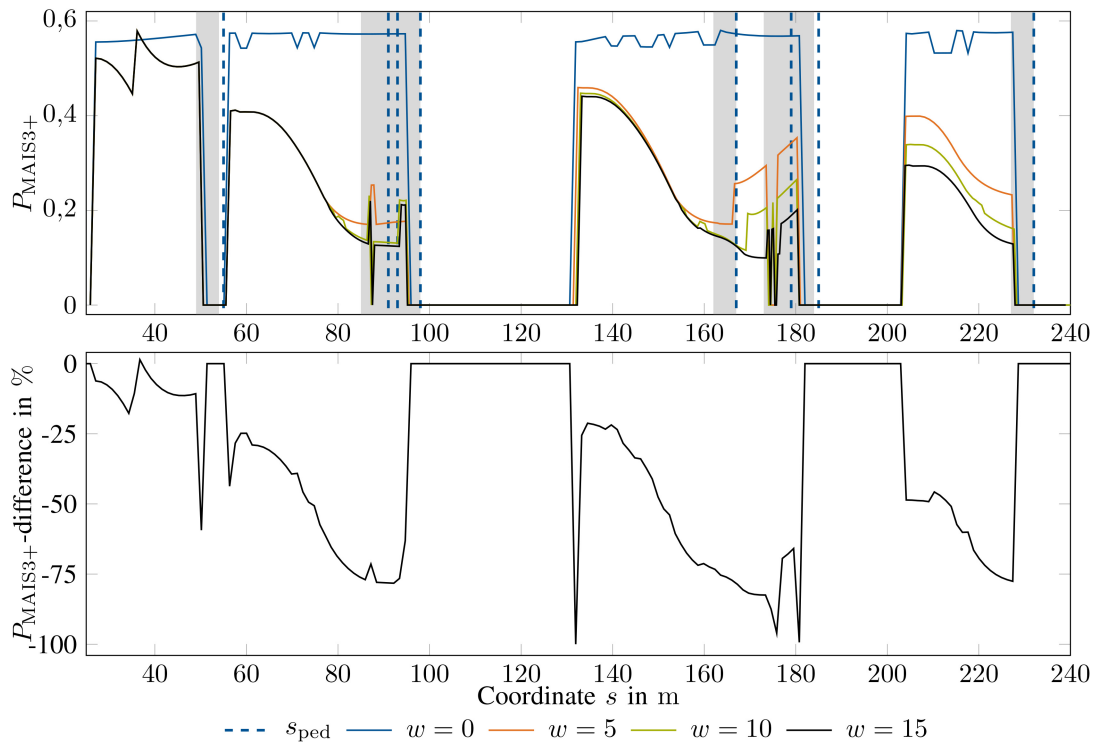 0,6
0,4
0,2
0
P_MAIS3+
40 60 80 100 120 140 160 180 200 220 240
0
-25
-50
-75
-100
P_MAIS3+-difference in %
40 60 80 100 120 140 160 180 200 220 240
Coordinate s in m
s_ped w = 0 w = 5 w = 10 w = 15